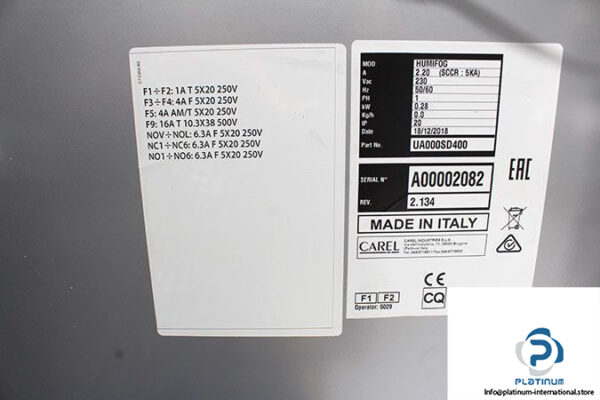 F1÷F2: 1A T 5X20 250V
F3÷F4: 4A F 5X20 250V
F5: 4A AM/T 5X20 250V
F9: 16A T 10.3X38 500V
NOV÷NOL: 6.3A F 5X20 250V
NC1÷NC6: 6.3A F 5X20 250V
NO1÷NO6: 6.3A F 5X20 250V
MOD HUMIFOG
A 2.20 (SCCR : 5KA)
Vac 230
Hz 50/60
PH 1
kW 0.28
Kg/h 0.0
IP 20
Date 18/12/2018
Part No. UA000SD400
SERIAL N° A00002082
REV. 2.134
EAC
MADE IN ITALY
CAREL
CAREL INDUSTRIES S.p.A.
CE
F1 F2 CQ
Operator: 5029
PLATINUM
info@platinum-international.store